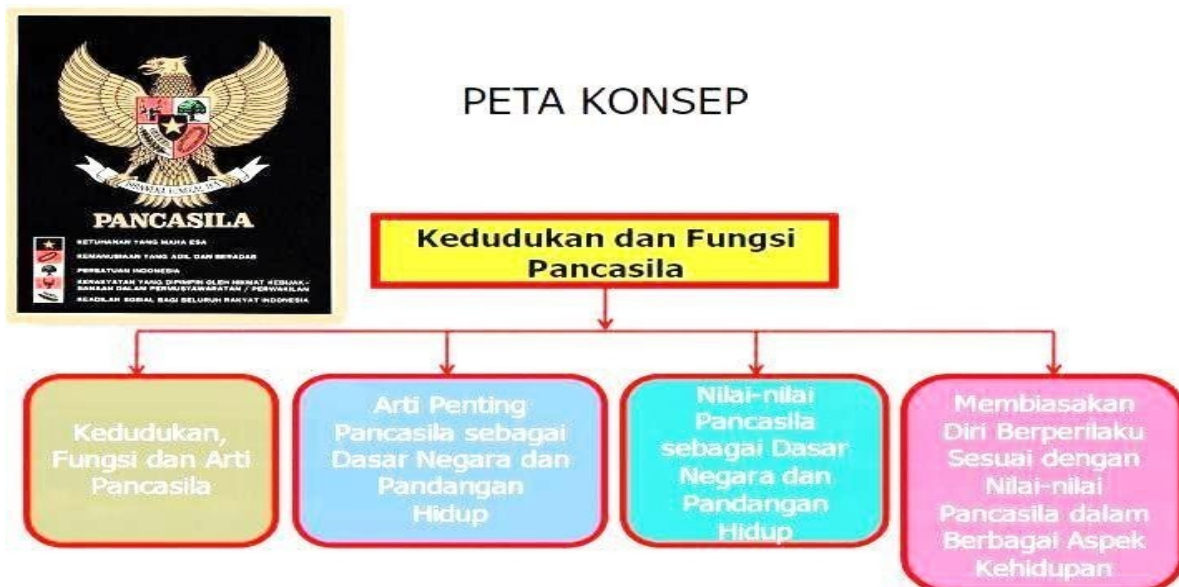 PETA KONSEP
BHINNEKA TUNGGAL IKA
PANCASILA
KETUHANAN YANG MAHA ESA
KEMANUSIAAN YANG ADIL DAN BERADAB
PERSATUAN INDONESIA
KERAKYATAN YANG DIPIMPIN OLEH HIKMAT KEBIJAK-
SANAAN DALAM PERMUSYAWARATAN / PERWAKILAN
KEADILAN SOSIAL BAGI SELURUH RAKYAT INDONESIA
Kedudukan dan Fungsi
Pancasila
Kedudukan,
Fungsi dan Arti
Pancasila
Arti Penting
Pancasila sebagai
Dasar Negara dan
Pandangan
Hidup
Nilai-nilai
Pancasila
sebagai Dasar
Negara dan
Pandangan
Hidup
Membiasakan
Diri Berperilaku
Sesuai dengan
Nilai-nilai
Pancasila dalam
Berbagai Aspek
Kehidupan